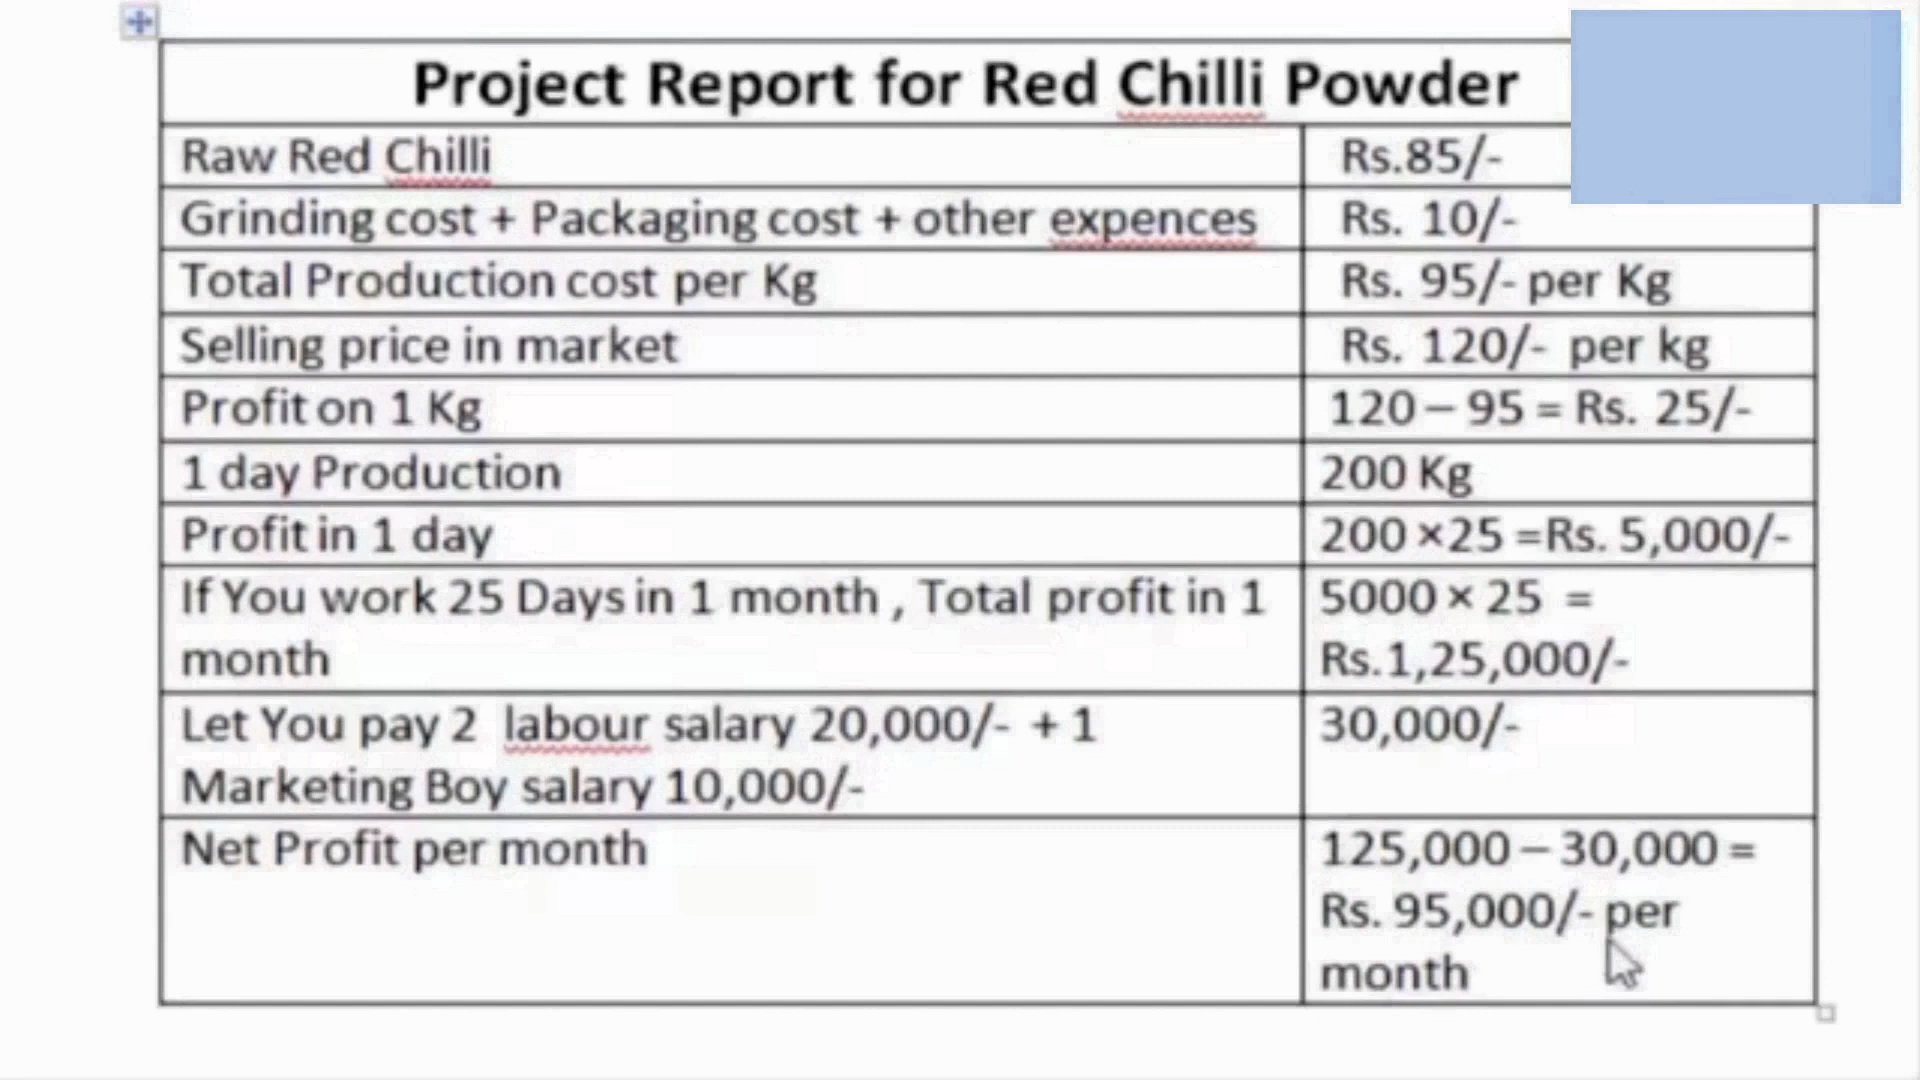 Project Report for Red Chilli Powder
Raw Red Chilli Rs.85/-
Grinding cost + Packaging cost + other expences Rs. 10/-
Total Production cost per Kg Rs. 95/- per Kg
Selling price in market Rs. 120/- per kg
Profit on 1 Kg 120 – 95 = Rs. 25/-
1 day Production 200 Kg
Profit in 1 day 200 ×25 =Rs. 5,000/-
If You work 25 Days in 1 month , Total profit in 1 5000 × 25 =
month Rs.1,25,000/-
Let You pay 2 labour salary 20,000/- + 1 30,000/-
Marketing Boy salary 10,000/-
Net Profit per month 125,000 – 30,000 =
Rs. 95,000/- per
month